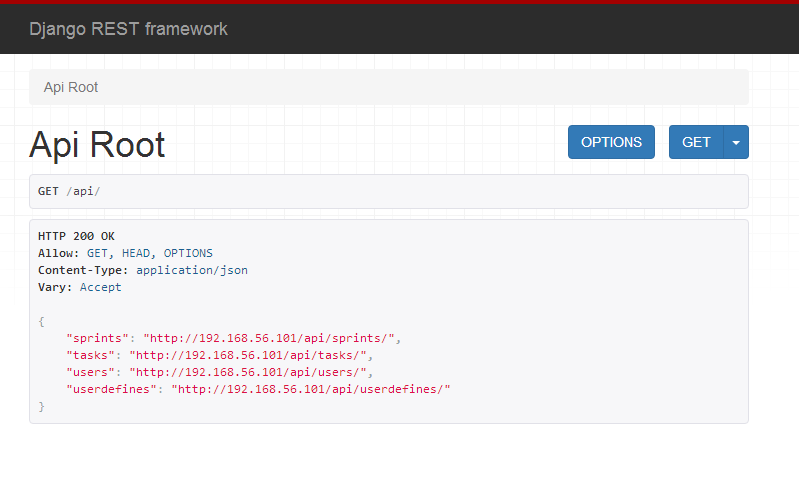 Django REST framework
Api Root
Api Root
OPTIONS
GET
GET /api/
HTTP 200 OK
Allow: GET, HEAD, OPTIONS
Content-Type: application/json
Vary: Accept
{
    "sprints": "http://192.168.56.101/api/sprints/",
    "tasks": "http://192.168.56.101/api/tasks/",
    "users": "http://192.168.56.101/api/users/",
    "userdefines": "http://192.168.56.101/api/userdefines/"
}